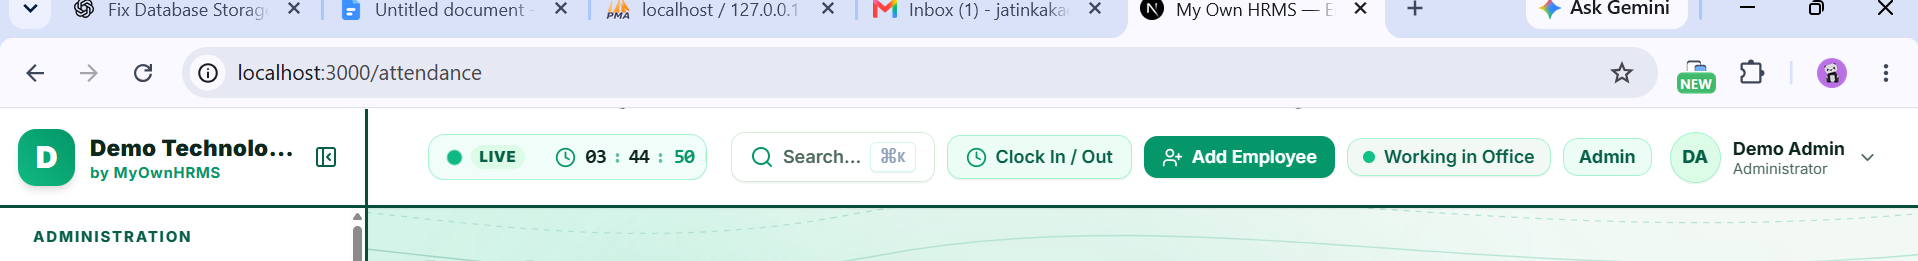 Fix Database Storag
Untitled document -
PMA
localhost / 127.0.0.1
Inbox (1) - jatinkaka
N
My Own HRMS — E
Ask Gemini
localhost:3000/attendance
NEW
D
Demo Technolo...
by MyOwnHRMS
LIVE
03 : 44 : 50
Search...
⌘K
Clock In / Out
Add Employee
Working in Office
Admin
DA
Demo Admin
Administrator
ADMINISTRATION